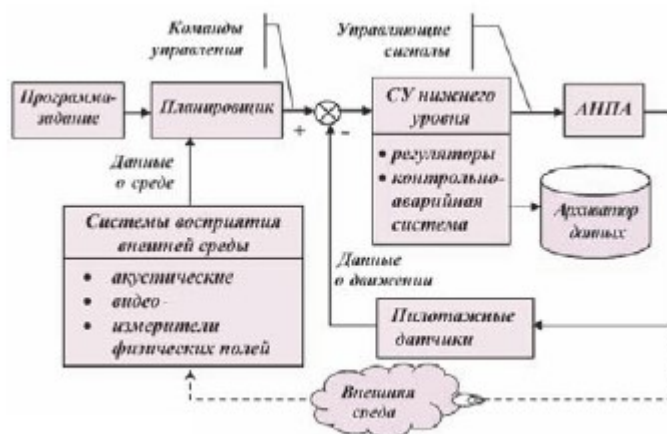 Команды
управления
Управляющие
сигналы
Программа-
задание
Планировщик
+
-
СУ нижнего
уровня
• регуляторы
• контрольно-
аварийная
система
АНПА
Архиватор
данных
Данные
о среде
Системы восприятия
внешней среды
• акустические
• видео-
• измерители
физических полей
Данные
о движении
Пилотажные
датчики
Внешняя
среда